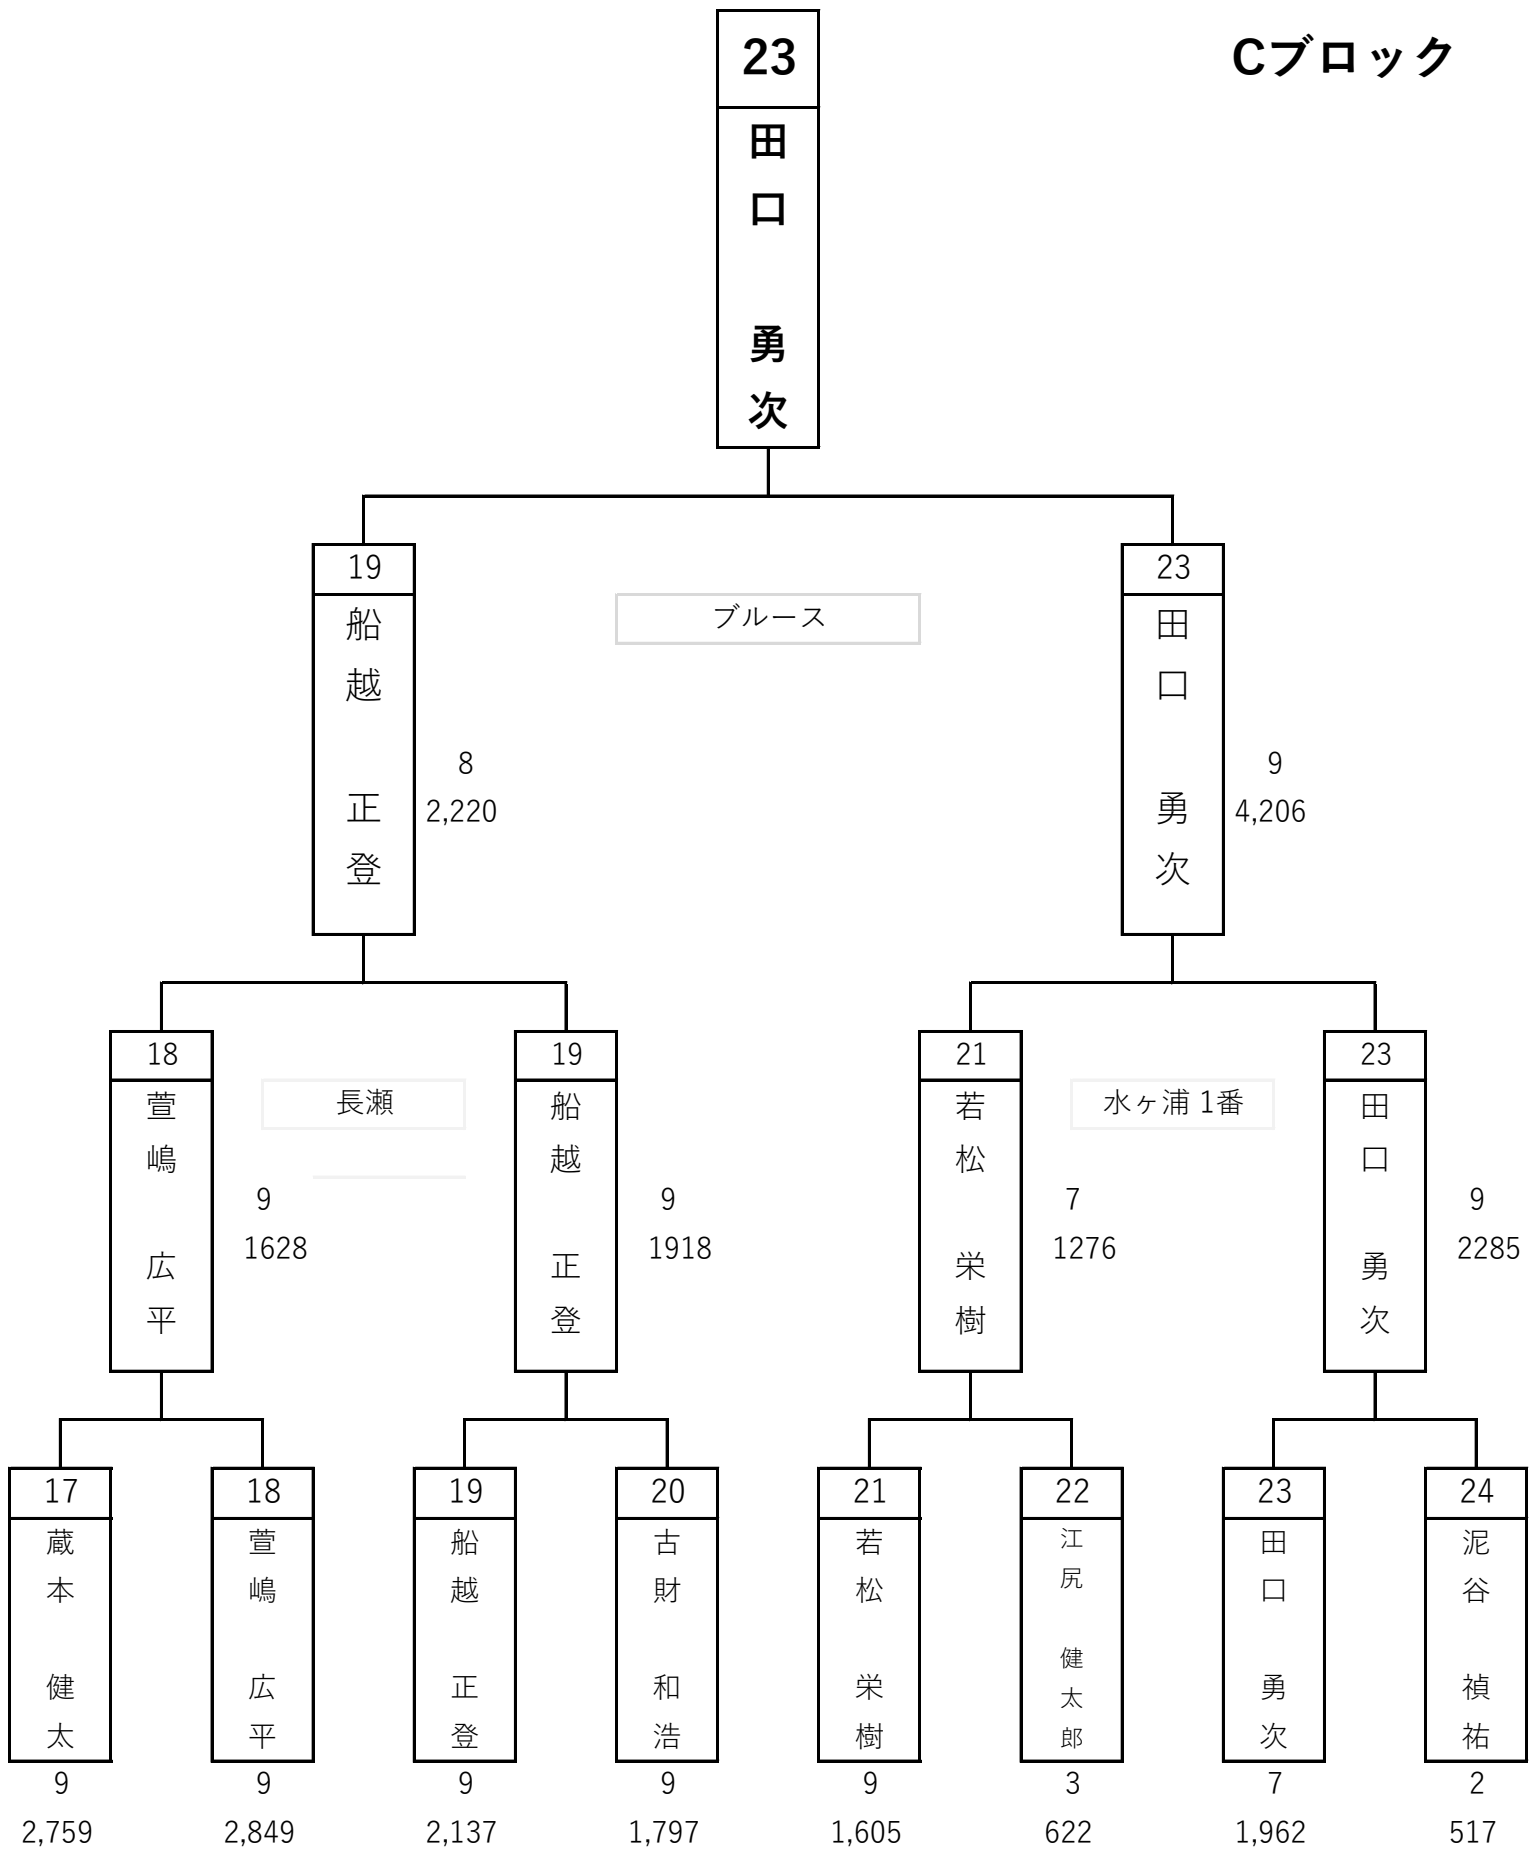 Cブロック
23
田口 勇次
19
船越 正登
8
2,220
ブルース
23
田口 勇次
9
4,206
18
萱嶋 広平
9
1628
長瀬
19
船越 正登
9
1918
21
若松 栄樹
7
1276
水ヶ浦 1番
23
田口 勇次
9
2285
17
蔵本 健太
9
2,759
18
萱嶋 広平
9
2,849
19
船越 正登
9
2,137
20
古財 和浩
9
1,797
21
若松 栄樹
9
1,605
22
江尻 健太郎
3
622
23
田口 勇次
7
1,962
24
泥谷 禎祐
2
517